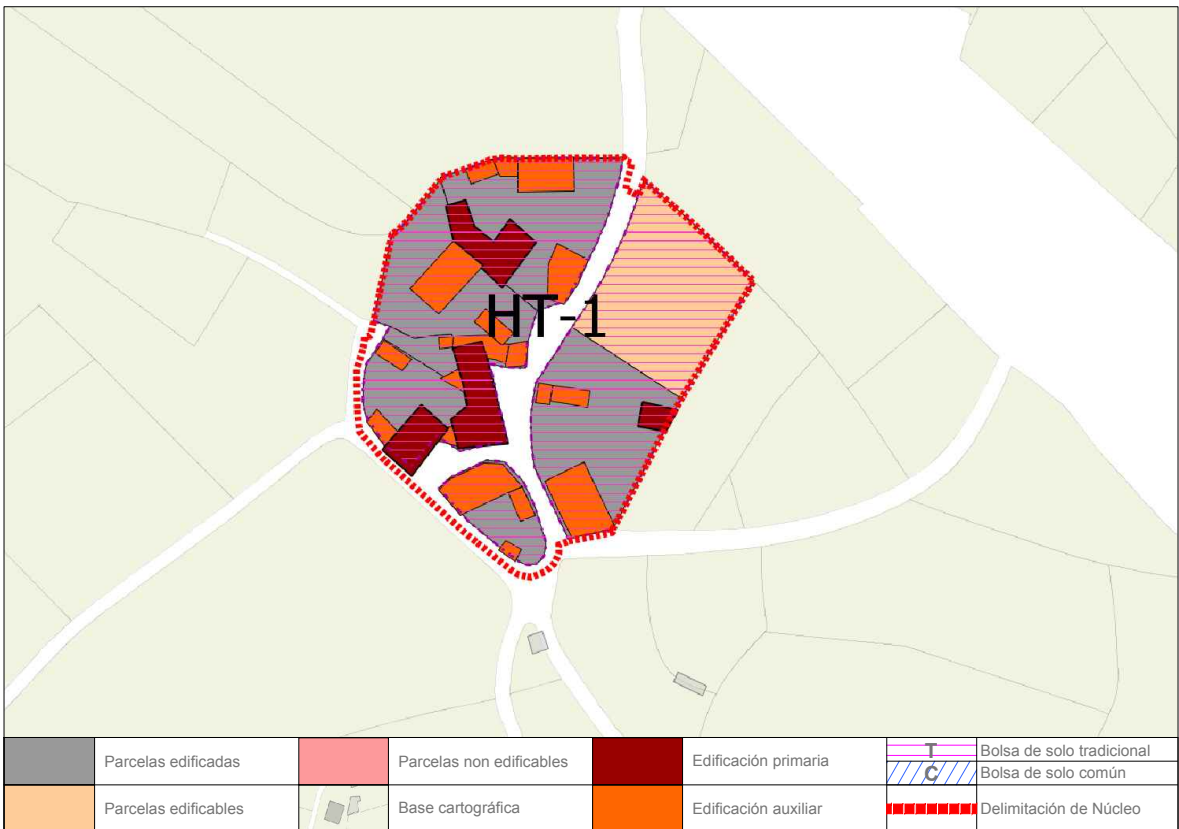 HT-1
Parcelas edificadas
Parcelas non edificables
Edificación primaria
T
Bolsa de solo tradicional
C
Bolsa de solo común
Parcelas edificables
Base cartográfica
Edificación auxiliar
Delimitación de Núcleo